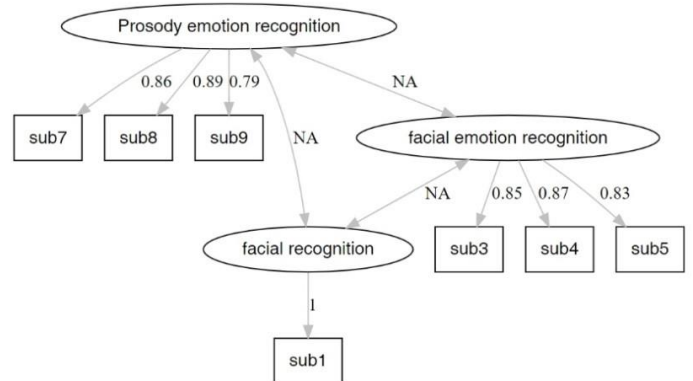 Prosody emotion recognition
0.86 0.89 0.79
NA
sub7 sub8 sub9
NA
facial emotion recognition
NA
0.85 0.87 0.83
facial recognition
sub3 sub4 sub5
1
sub1